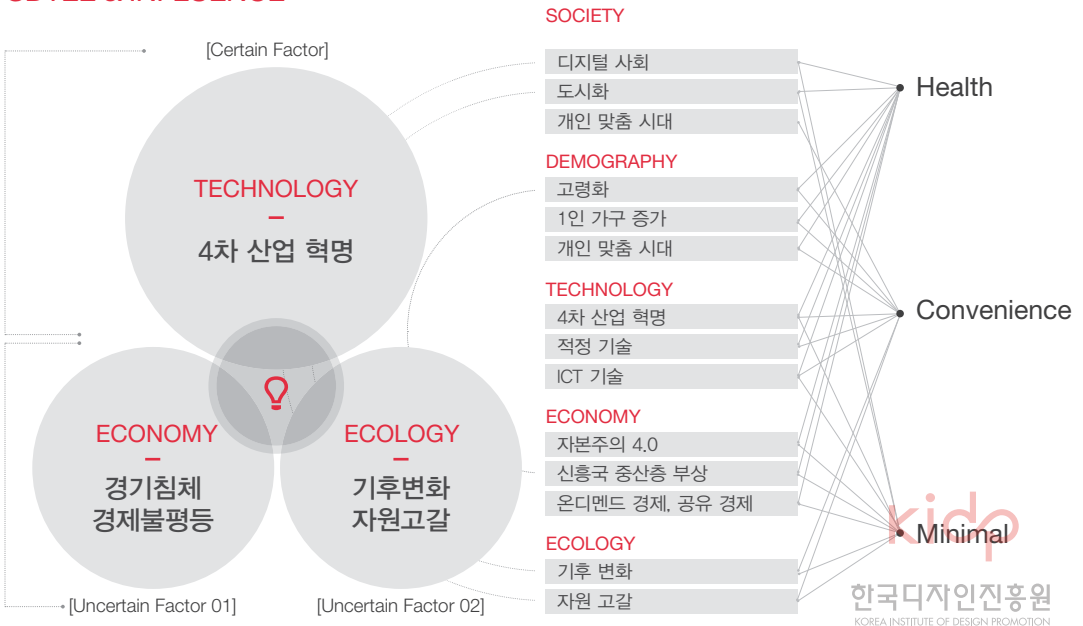 [Certain Factor]
TECHNOLOGY
4차 산업 혁명
ECONOMY
경기침체
경제불평등
[Uncertain Factor 01]
ECOLOGY
기후변화
자원고갈
[Uncertain Factor 02]
SOCIETY
디지털 사회
도시화
개인 맞춤 시대
DEMOGRAPHY
고령화
1인 가구 증가
개인 맞춤 시대
TECHNOLOGY
4차 산업 혁명
적정 기술
ICT 기술
ECONOMY
자본주의 4.0
신흥국 중산층 부상
온디멘드 경제, 공유 경제
ECOLOGY
기후 변화
자원 고갈
Health
Convenience
Minimal
kidp
한국디자인진흥원
KOREA INSTITUTE OF DESIGN PROMOTION